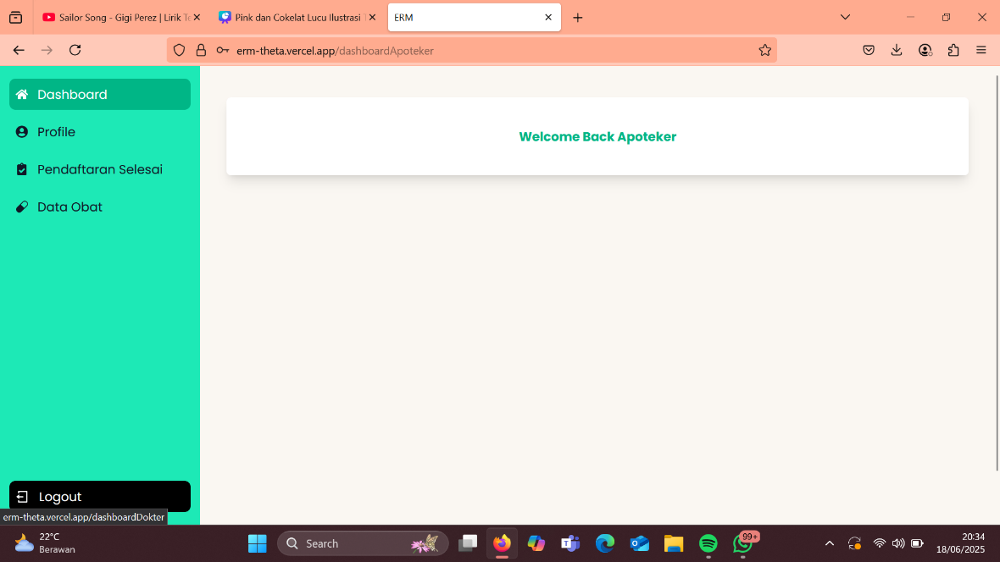 Sailor Song - Gigi Perez | Lirik Te
Pink dan Cokelat Lucu Ilustrasi
ERM
erm-theta.vercel.app/dashboardApoteker
Dashboard
Profile
Pendaftaran Selesai
Data Obat
Welcome Back Apoteker
Logout
erm-theta.vercel.app/dashboardDokter
22°C
Berawan
Search
99+
20:34
18/06/2025